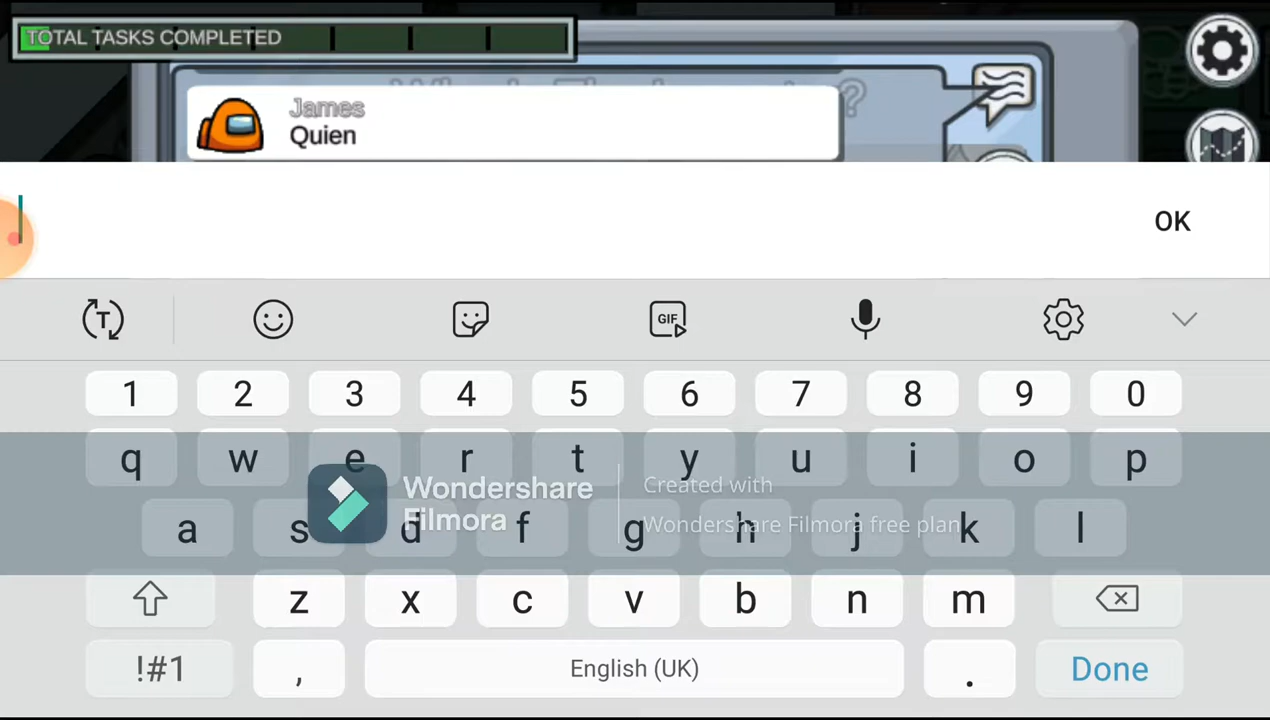 TOTAL TASKS COMPLETED
?
James
Quien
OK
T
GIF
1 2 3 4 5 6 7 8 9 0
q w e r t y u i o p
Wondershare
Filmora
Created with
Wondershare Filmora free plan
a s d f g h j k l
z x c v b n m
!#1 , English (UK) . Done